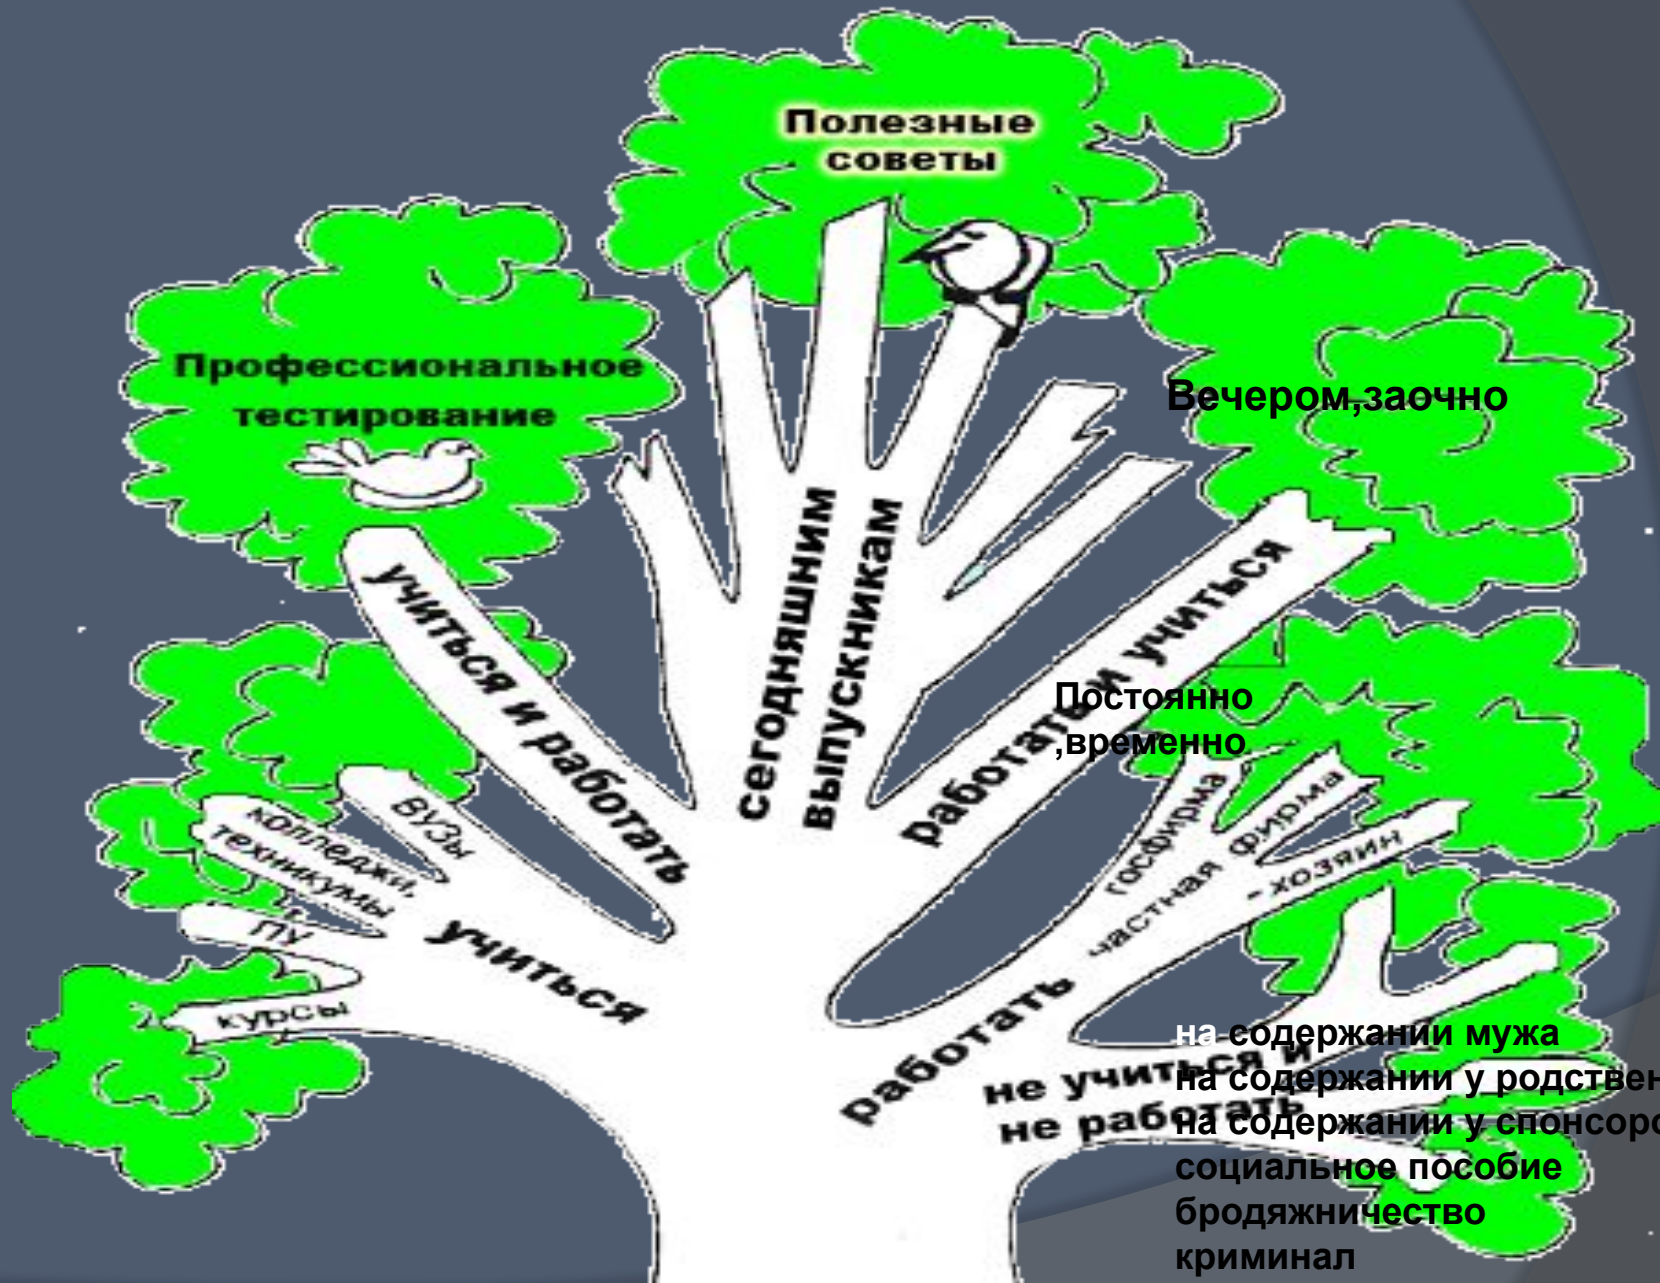 Полезные
советы
Профессиональное
тестирование
Вечером,заочно
учиться и работать
сегодняшним
выпускникам
работать и учиться
Постоянно
,временно
ВУЗы
колледжи,
техникумы
ПУ
курсы
учиться
госфирма
частная фирма
- хозяин
работать
не учиться и
не работать
на содержании мужа
на содержании у родствен
на содержании у спонсоро
социальное пособие
бродяжничество
криминал